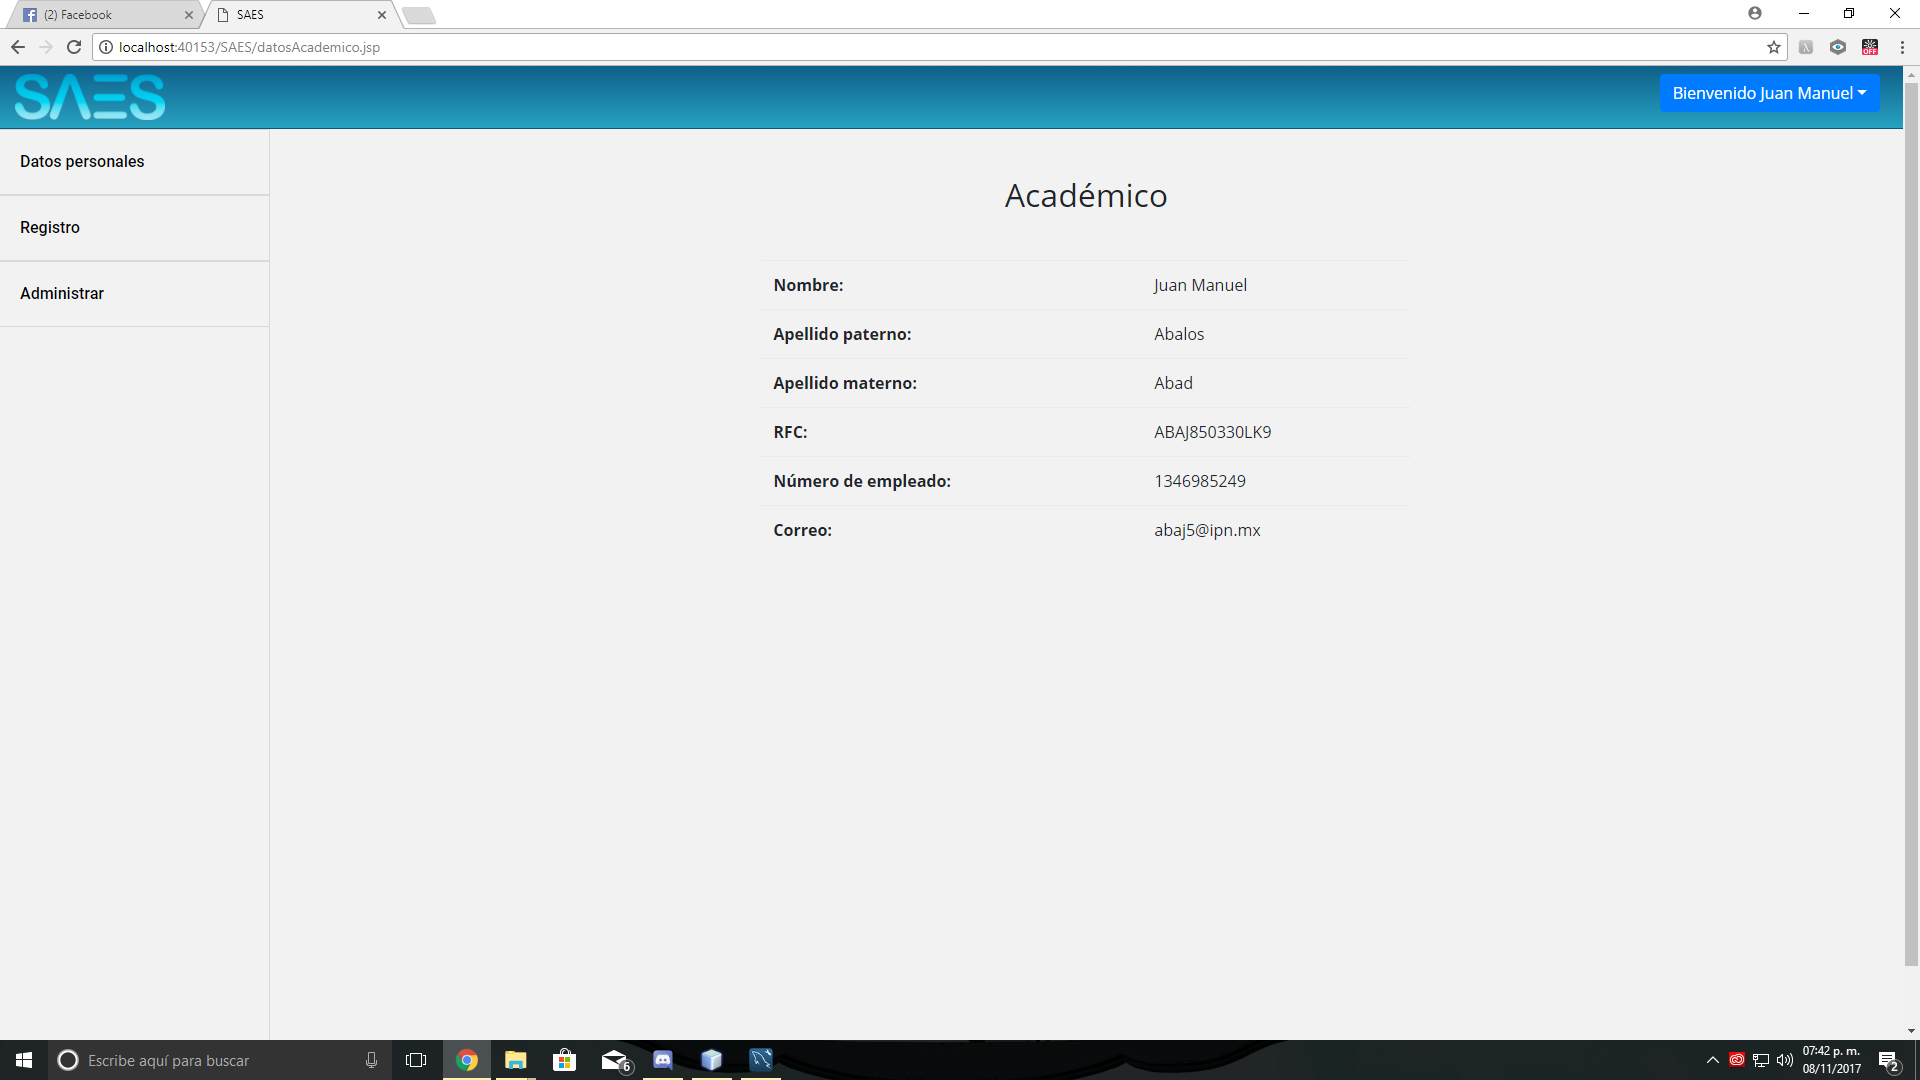 (2) Facebook
SAES
localhost:40153/SAES/datosAcademico.jsp
OFF
SAES
Bienvenido Juan Manuel
Datos personales
Registro
Administrar
Académico
Nombre: Juan Manuel
Apellido paterno: Abalos
Apellido materno: Abad
RFC: ABAJ850330LK9
Número de empleado: 1346985249
Correo: abaj5@ipn.mx
Escribe aquí para buscar
6
07:42 p. m.
08/11/2017
2